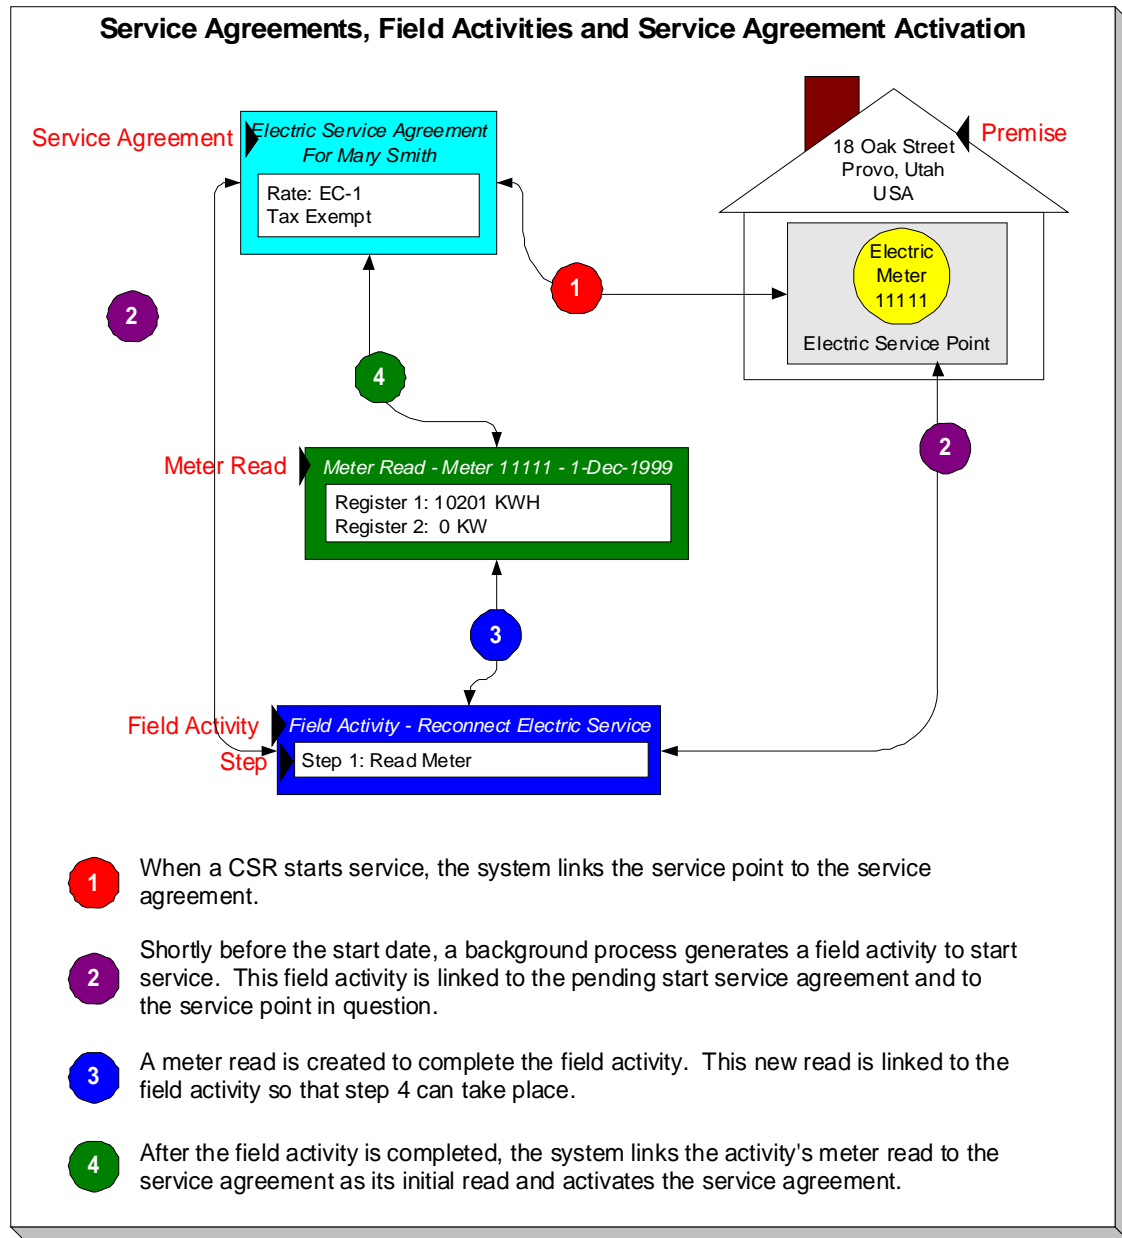 Service Agreements, Field Activities and Service Agreement Activation
Service Agreement
Electric Service Agreement
For Mary Smith
Rate: EC-1
Tax Exempt
Premise
18 Oak Street
Provo, Utah
USA
Electric
Meter
11111
Electric Service Point
1
2
4
2
Meter Read
Meter Read - Meter 11111 - 1-Dec-1999
Register 1: 10201 KWH
Register 2:  0 KW
3
Field Activity
Field Activity - Reconnect Electric Service
Step
Step 1: Read Meter
1
When a CSR starts service, the system links the service point to the service
agreement.
2
Shortly before the start date, a background process generates a field activity to start
service.  This field activity is linked to the pending start service agreement and to
the service point in question.
3
A meter read is created to complete the field activity.  This new read is linked to the
field activity so that step 4 can take place.
4
After the field activity is completed, the system links the activity's meter read to the
service agreement as its initial read and activates the service agreement.